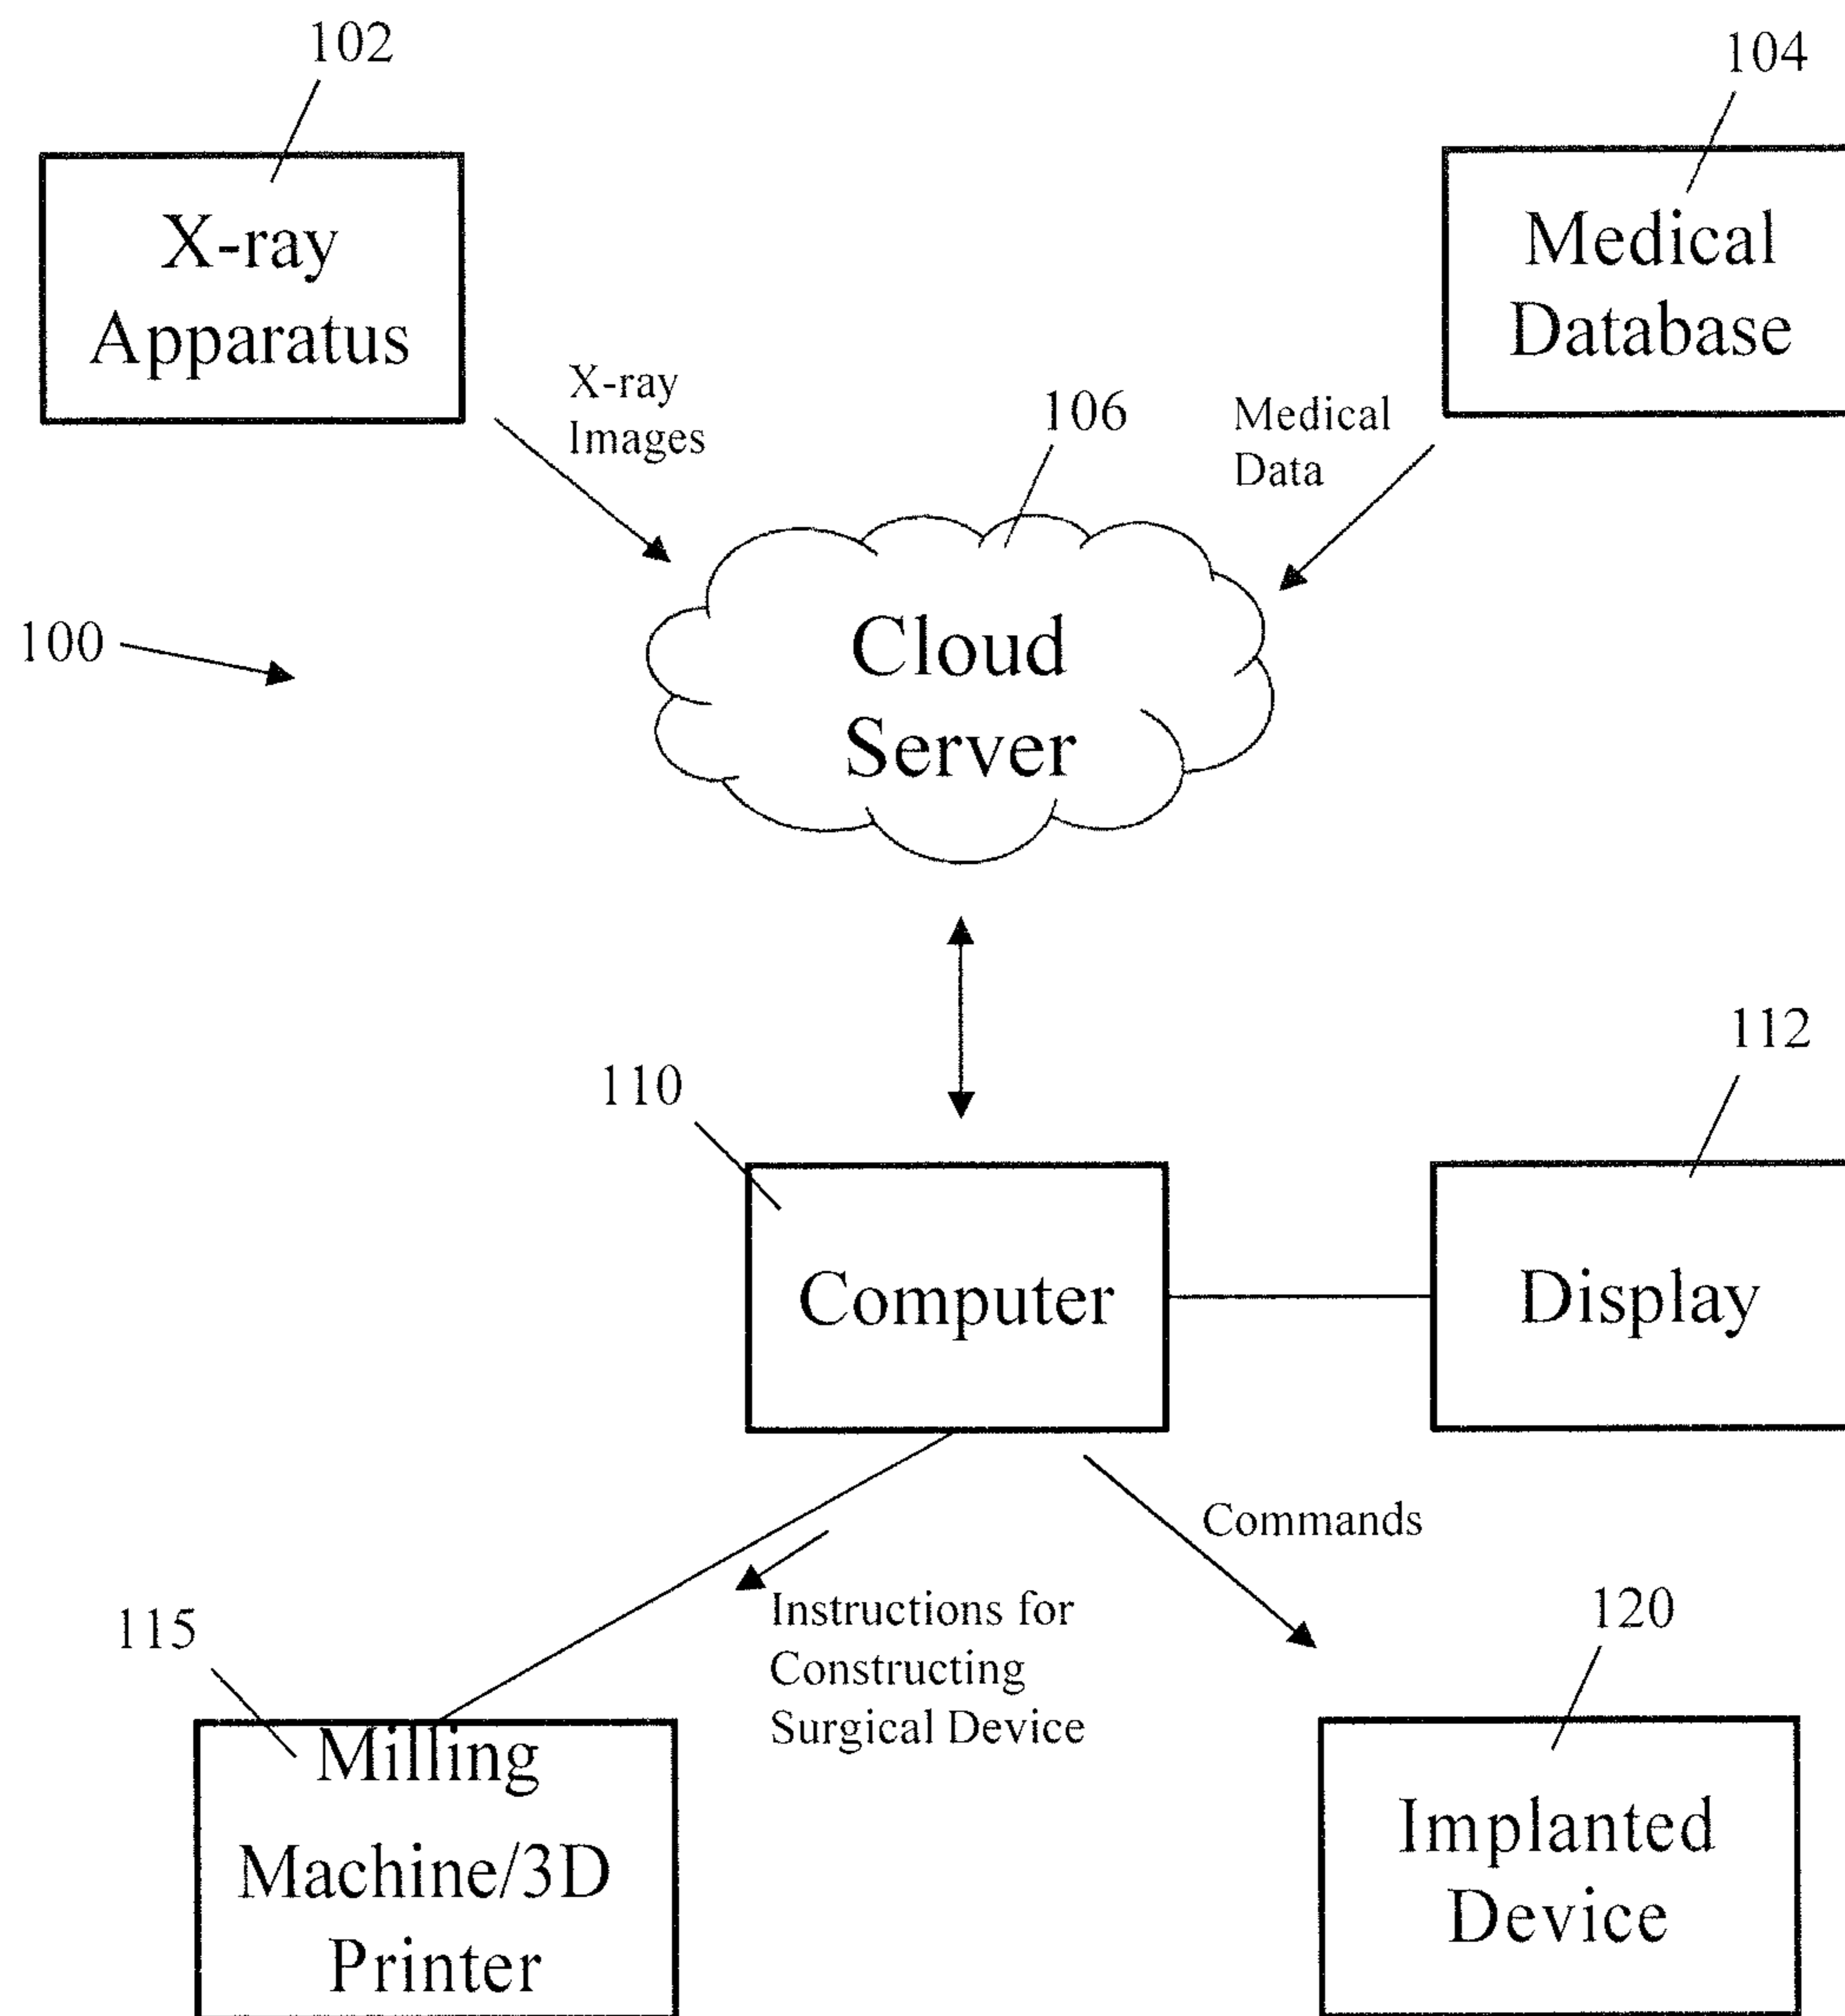 102
104
X-ray
Apparatus
Medical
Database
X-ray
Images
106
Medical
Data
100
Cloud
Server
112
110
Computer
Display
Commands
Instructions for
Constructing
Surgical Device
115
120
Milling
Machine/3D
Printer
Implanted
Device